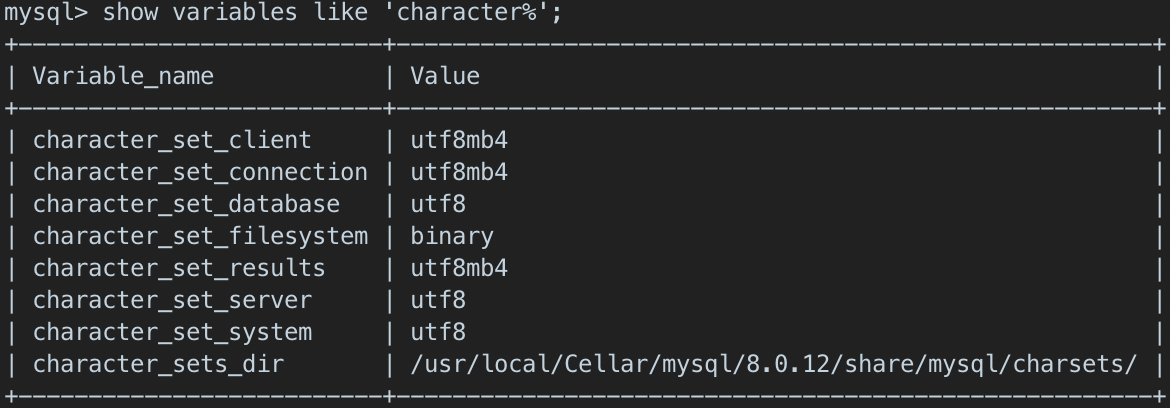 mysql> show variables like 'character%';
+--------------------------+------------------------------------------------------+
| Variable_name            | Value                                                |
+--------------------------+------------------------------------------------------+
| character_set_client     | utf8mb4                                              |
| character_set_connection | utf8mb4                                              |
| character_set_database   | utf8                                                 |
| character_set_filesystem | binary                                               |
| character_set_results    | utf8mb4                                              |
| character_set_server     | utf8                                                 |
| character_set_system     | utf8                                                 |
| character_sets_dir       | /usr/local/Cellar/mysql/8.0.12/share/mysql/charsets/ |
+--------------------------+------------------------------------------------------+